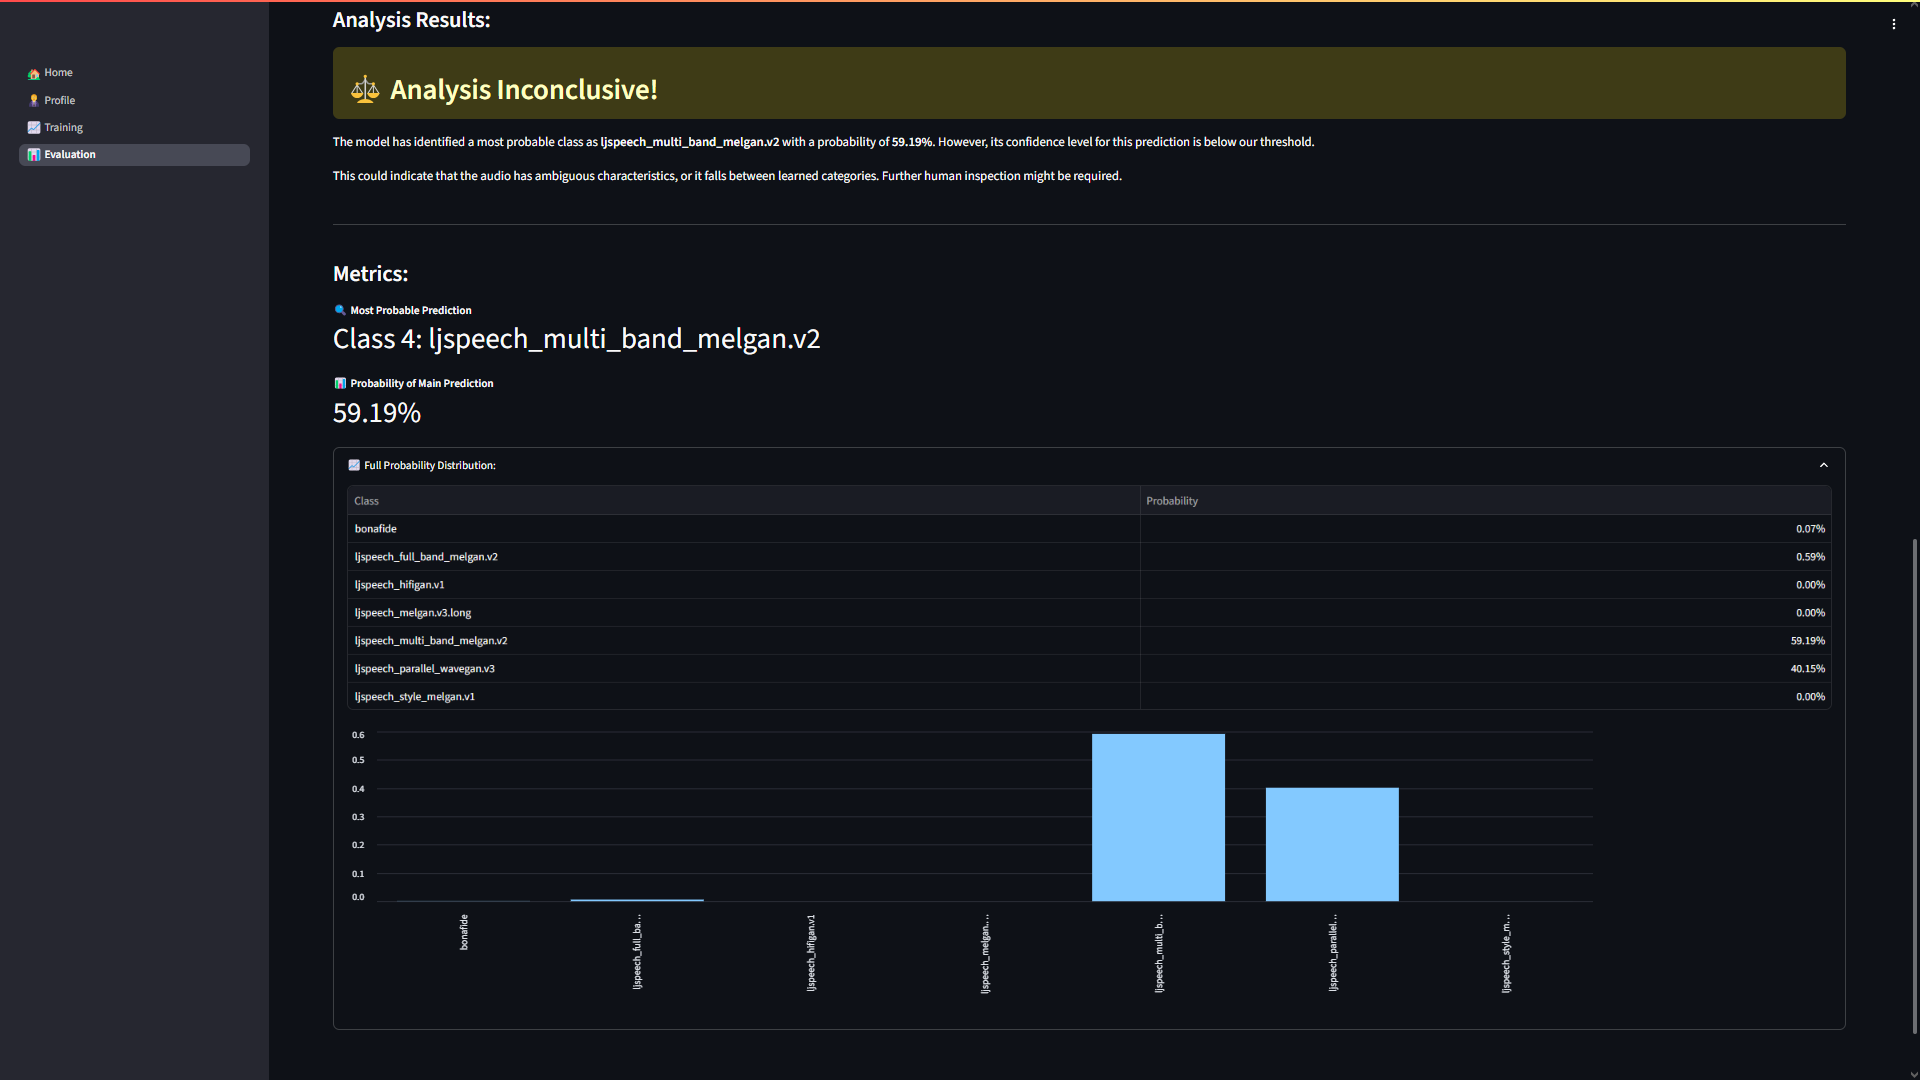 Home
Profile
Training
Evaluation
Analysis Results:
Analysis Inconclusive!
The model has identified a most probable class as ljspeech_multi_band_melgan.v2 with a probability of 59.19%. However, its confidence level for this prediction is below our threshold.
This could indicate that the audio has ambiguous characteristics, or it falls between learned categories. Further human inspection might be required.
Metrics:
Most Probable Prediction
Class 4: ljspeech_multi_band_melgan.v2
Probability of Main Prediction
59.19%
Full Probability Distribution:
Class Probability
bonafide 0.07%
ljspeech_full_band_melgan.v2 0.59%
ljspeech_hifigan.v1 0.00%
ljspeech_melgan.v3.long 0.00%
ljspeech_multi_band_melgan.v2 59.19%
ljspeech_parallel_wavegan.v3 40.15%
ljspeech_style_melgan.v1 0.00%
0.6
0.5
0.4
0.3
0.2
0.1
0.0
bonafide
ljspeech_full_ba…
ljspeech_hifigan.v1
ljspeech_melgan.…
ljspeech_multi_b…
ljspeech_parallel…
ljspeech_style_m…